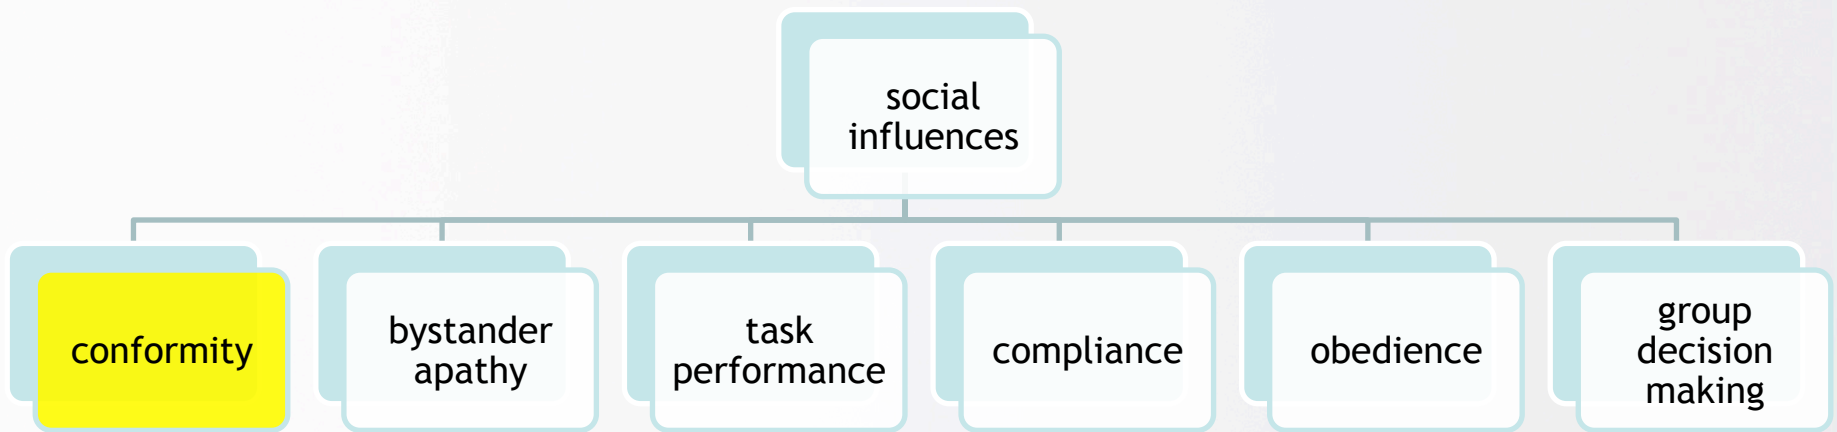 social
influences
conformity
bystander
apathy
task
performance
compliance
obedience
group
decision
making